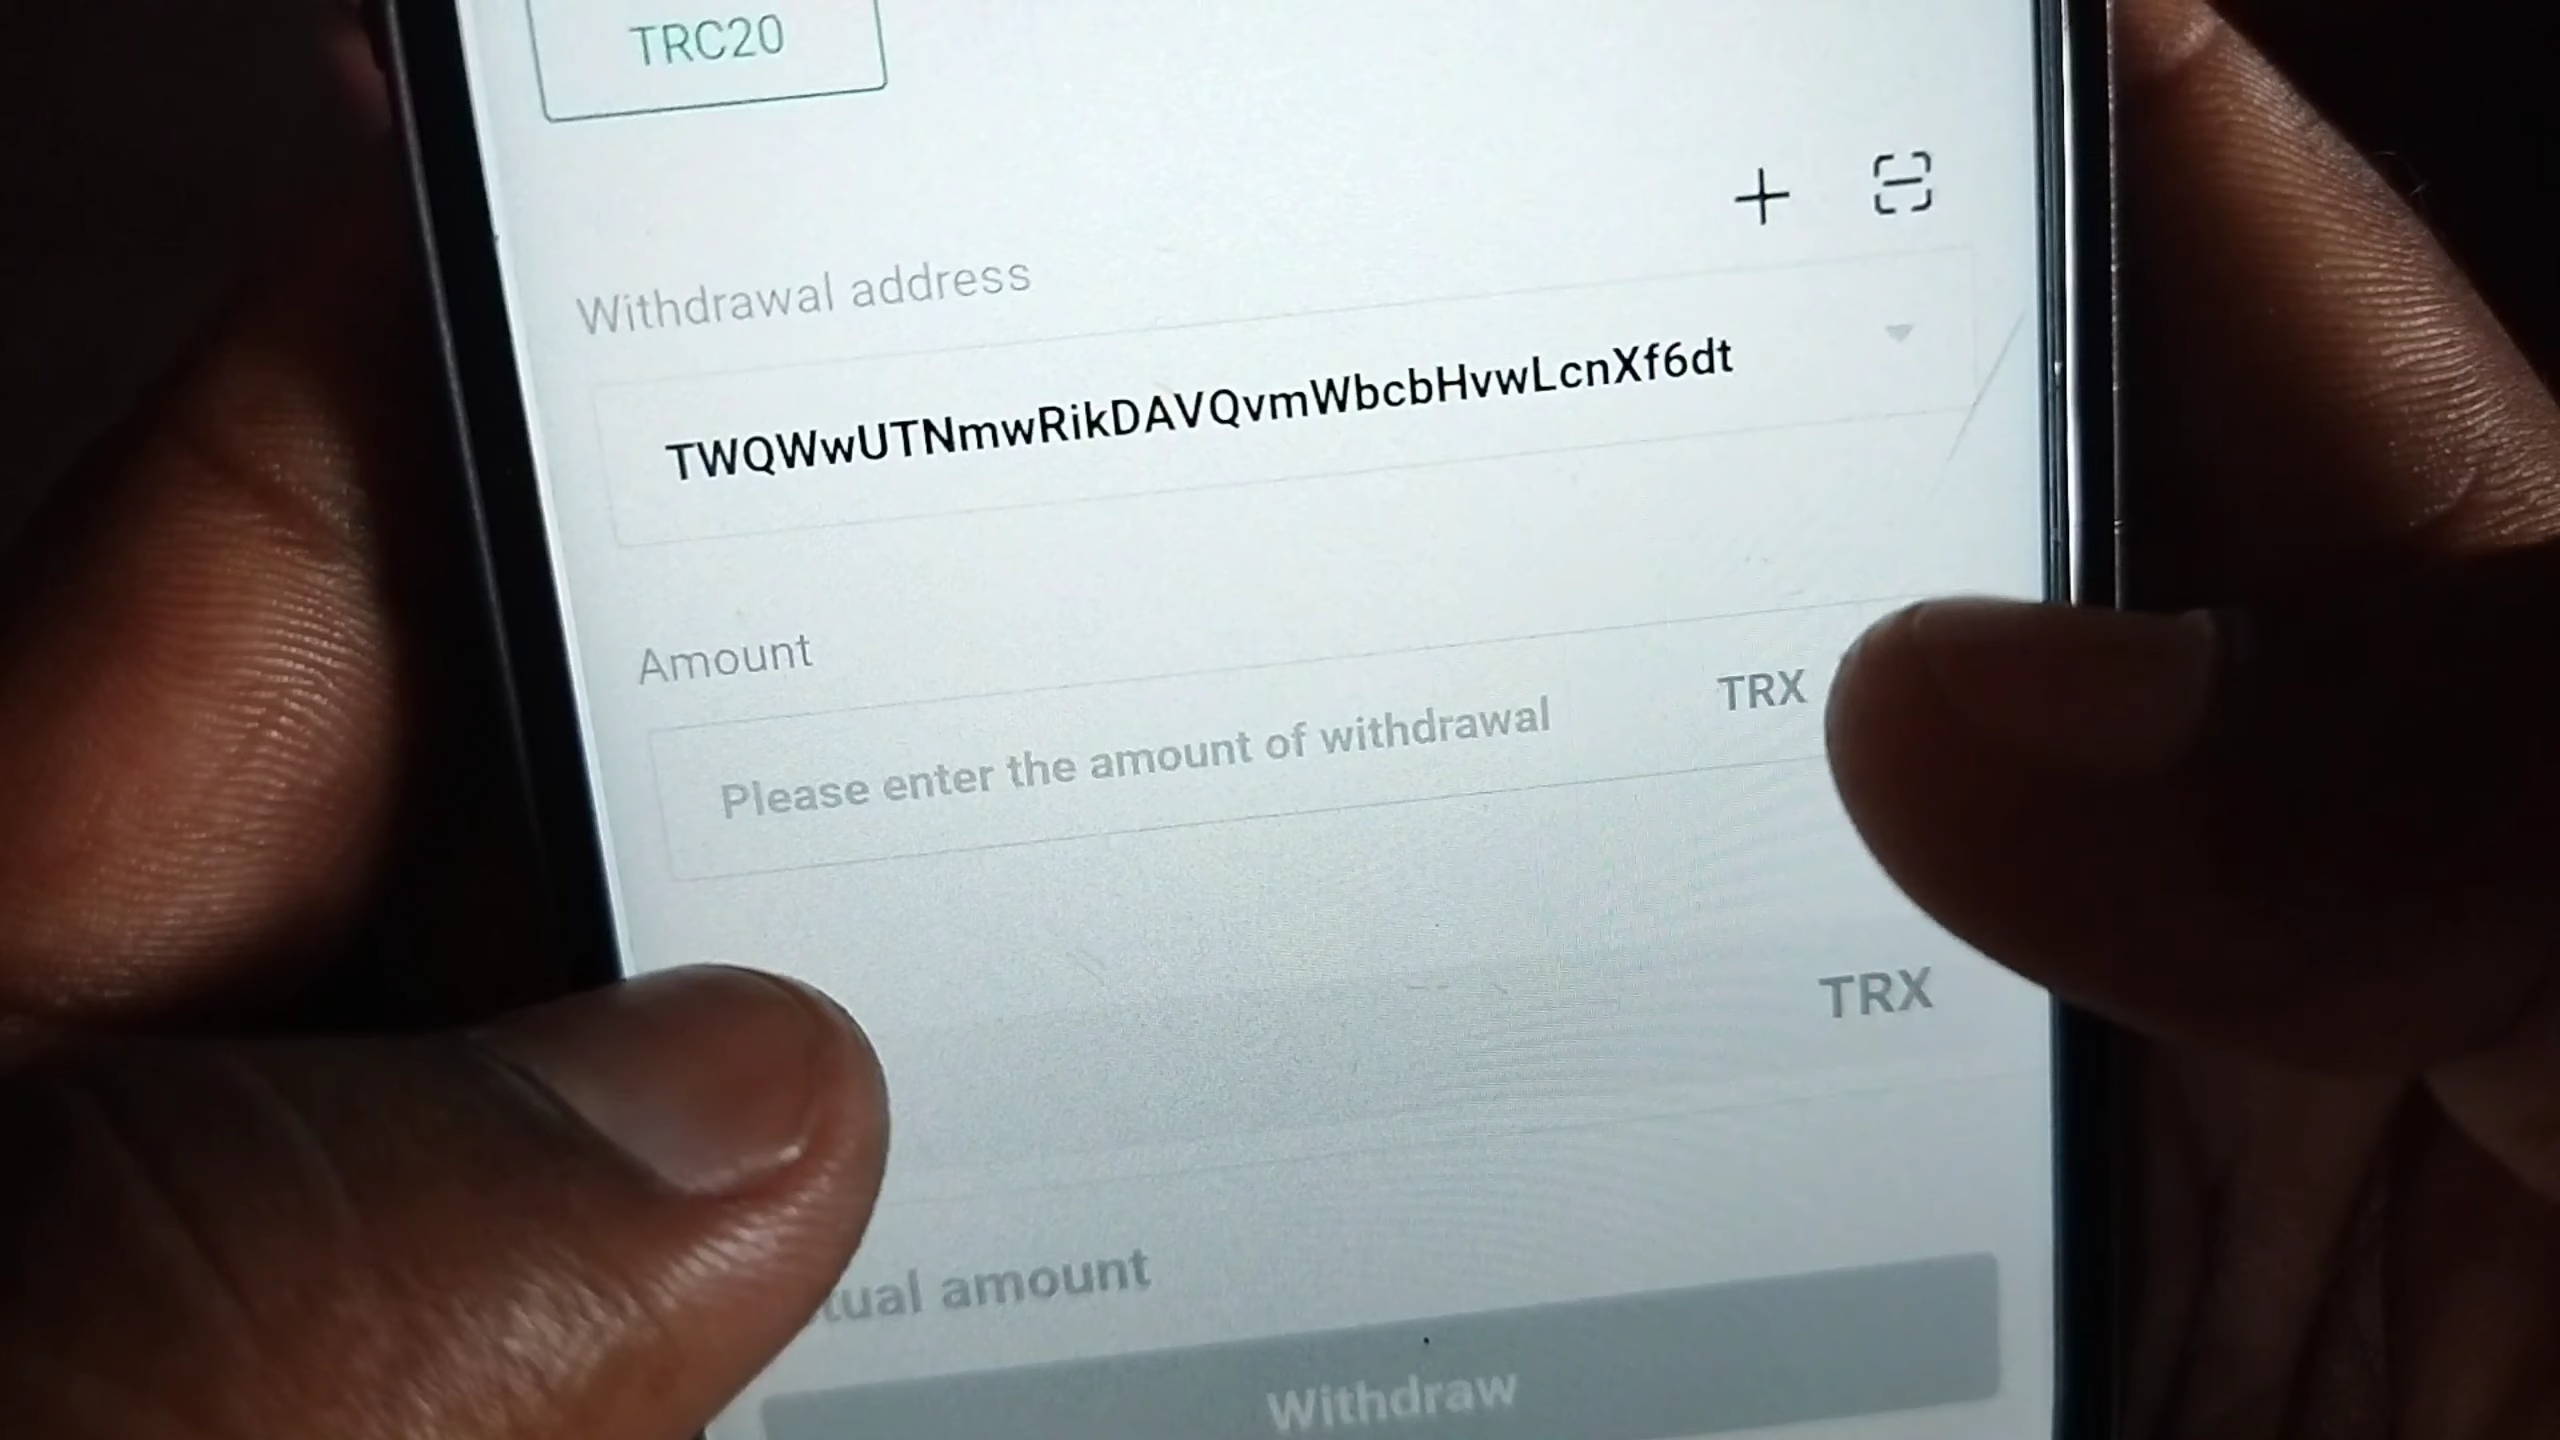 TRC20
Withdrawal address
TWQWwUTNmwRikDAVQvmWbcbHvwLcnXf6dt
Amount
Please enter the amount of withdrawal TRX
TRX
tual amount
Withdraw